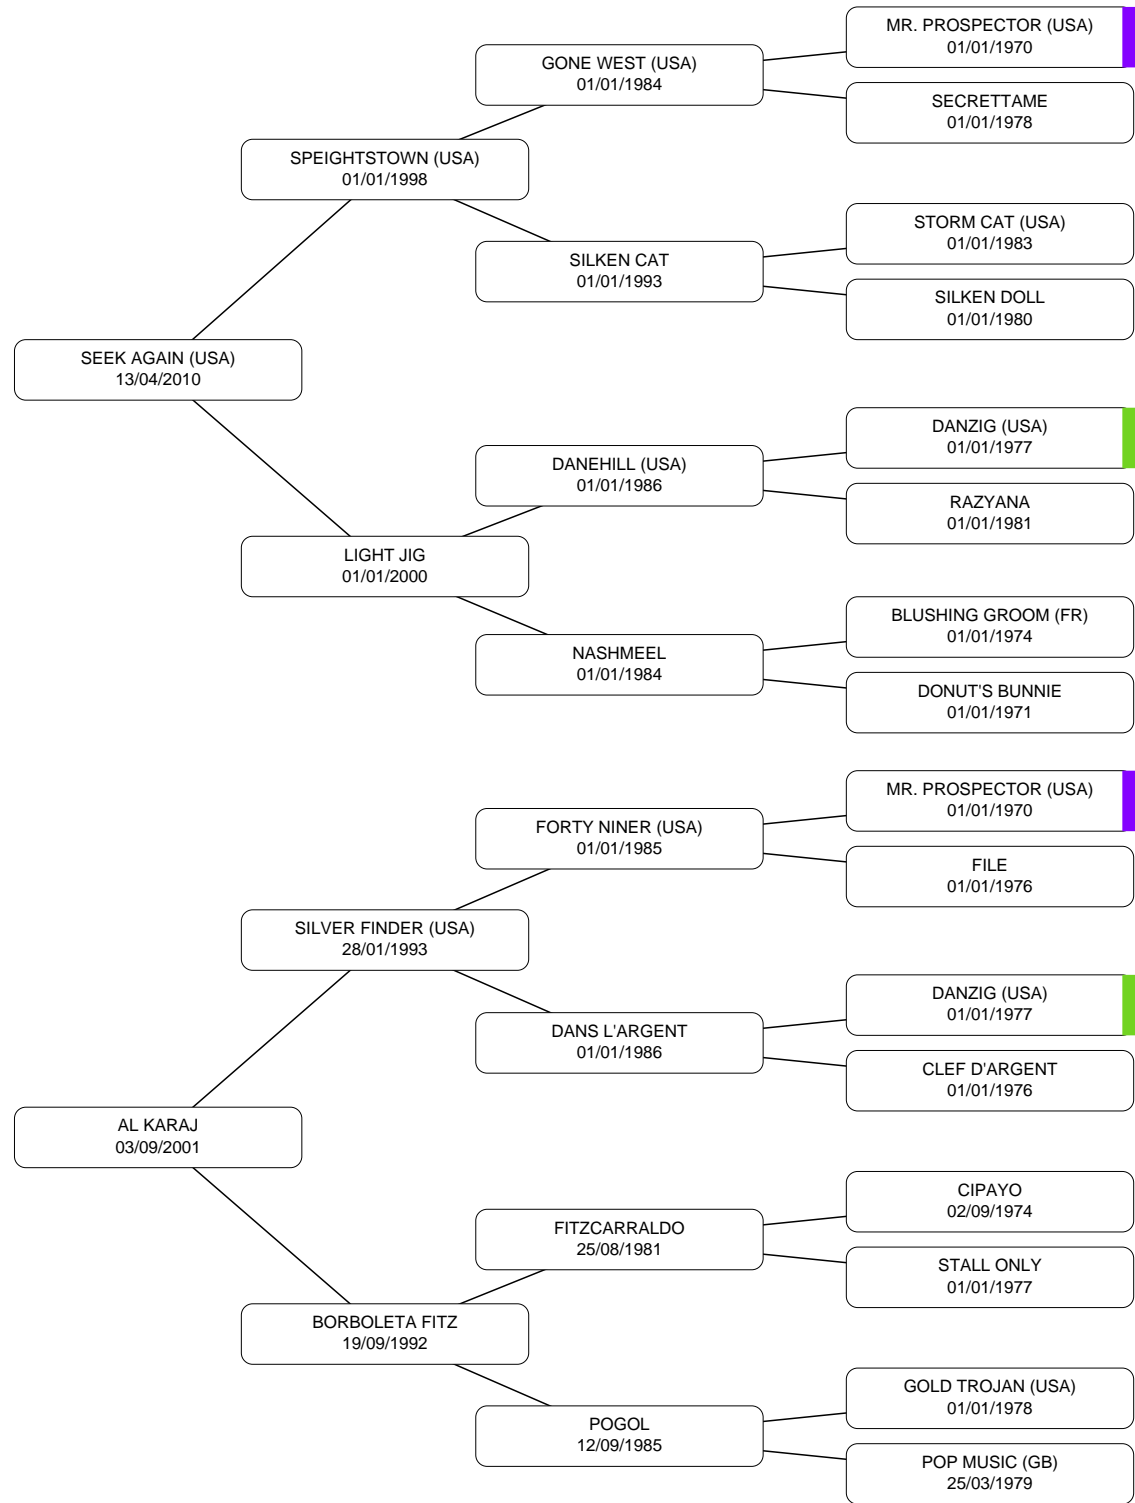 MR. PROSPECTOR (USA)
01/01/1970
GONE WEST (USA)
01/01/1984
SECRETTAME
01/01/1978
SPEIGHTSTOWN (USA)
01/01/1998
STORM CAT (USA)
01/01/1983
SILKEN CAT
01/01/1993
SILKEN DOLL
01/01/1980
SEEK AGAIN (USA)
13/04/2010
DANZIG (USA)
01/01/1977
DANEHILL (USA)
01/01/1986
RAZYANA
01/01/1981
LIGHT JIG
01/01/2000
BLUSHING GROOM (FR)
01/01/1974
NASHMEEL
01/01/1984
DONUT'S BUNNIE
01/01/1971
MR. PROSPECTOR (USA)
01/01/1970
FORTY NINER (USA)
01/01/1985
FILE
01/01/1976
SILVER FINDER (USA)
28/01/1993
DANZIG (USA)
01/01/1977
DANS L'ARGENT
01/01/1986
CLEF D'ARGENT
01/01/1976
AL KARAJ
03/09/2001
CIPAYO
02/09/1974
FITZCARRALDO
25/08/1981
STALL ONLY
01/01/1977
BORBOLETA FITZ
19/09/1992
GOLD TROJAN (USA)
01/01/1978
POGOL
12/09/1985
POP MUSIC (GB)
25/03/1979